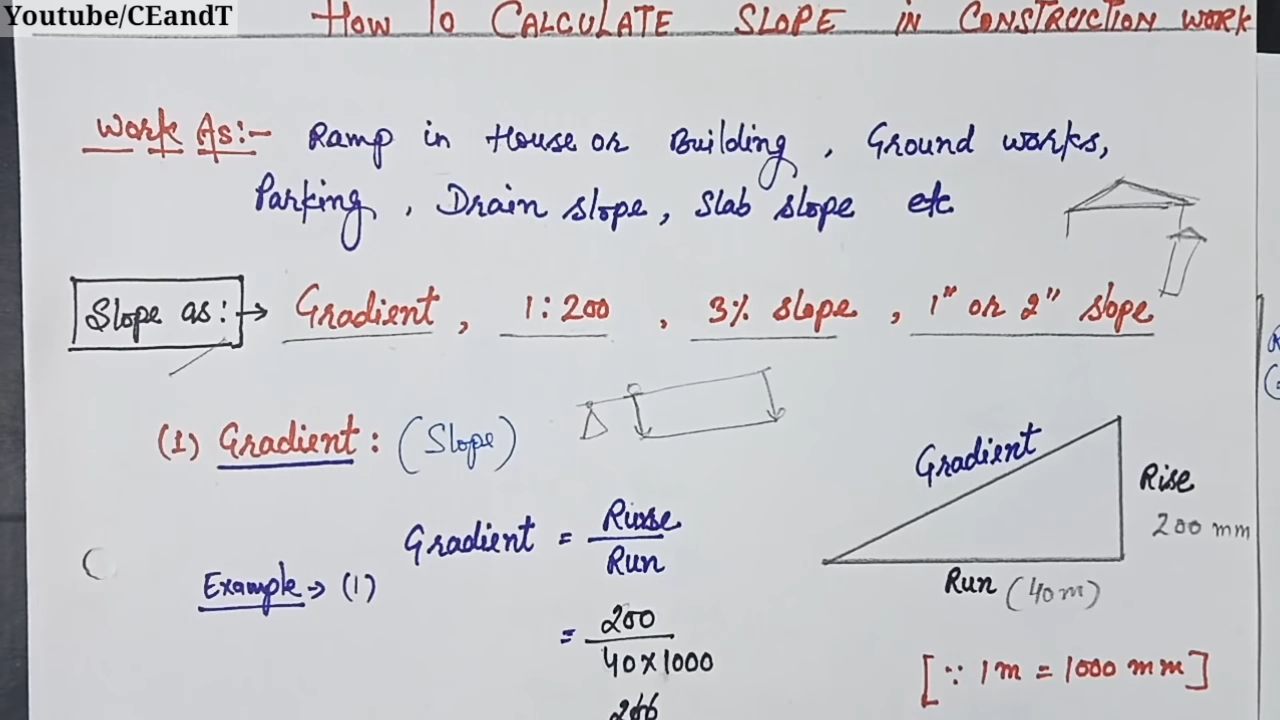 Youtube/CEandT
How To CALCULATE SLOPE in CONSTRUCTION WORK
Work As:- Ramp in House or Building, Ground works,
Parking, Drain slope, Slab slope etc
Slope as: → Gradient, 1:200, 3% slope, 1" or 2" slope
(1) Gradient: (Slope)
Gradient
Rise
200 mm
Run (40m)
Gradient = /Run
Example → (1)
= 200/40×1000
[∵ 1m = 1000 mm]